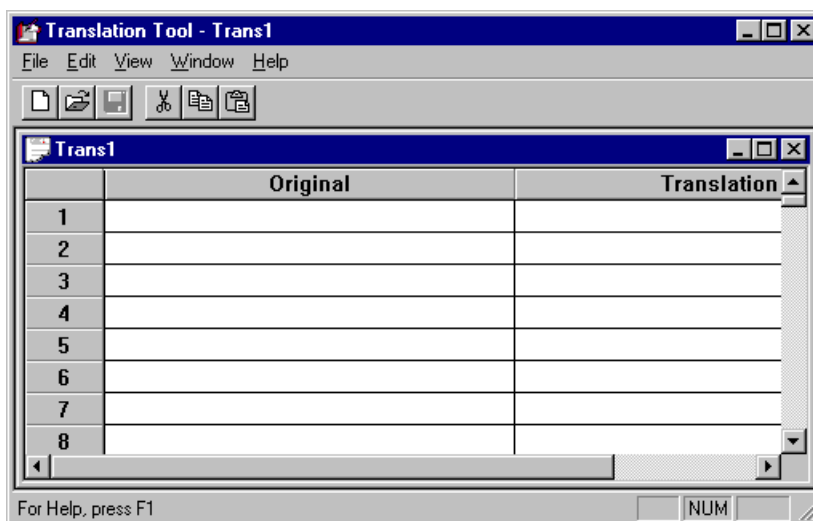 Translation Tool - Trans1
File Edit View Window Help
Trans1
Original Translation
1
2
3
4
5
6
7
8
For Help, press F1 NUM